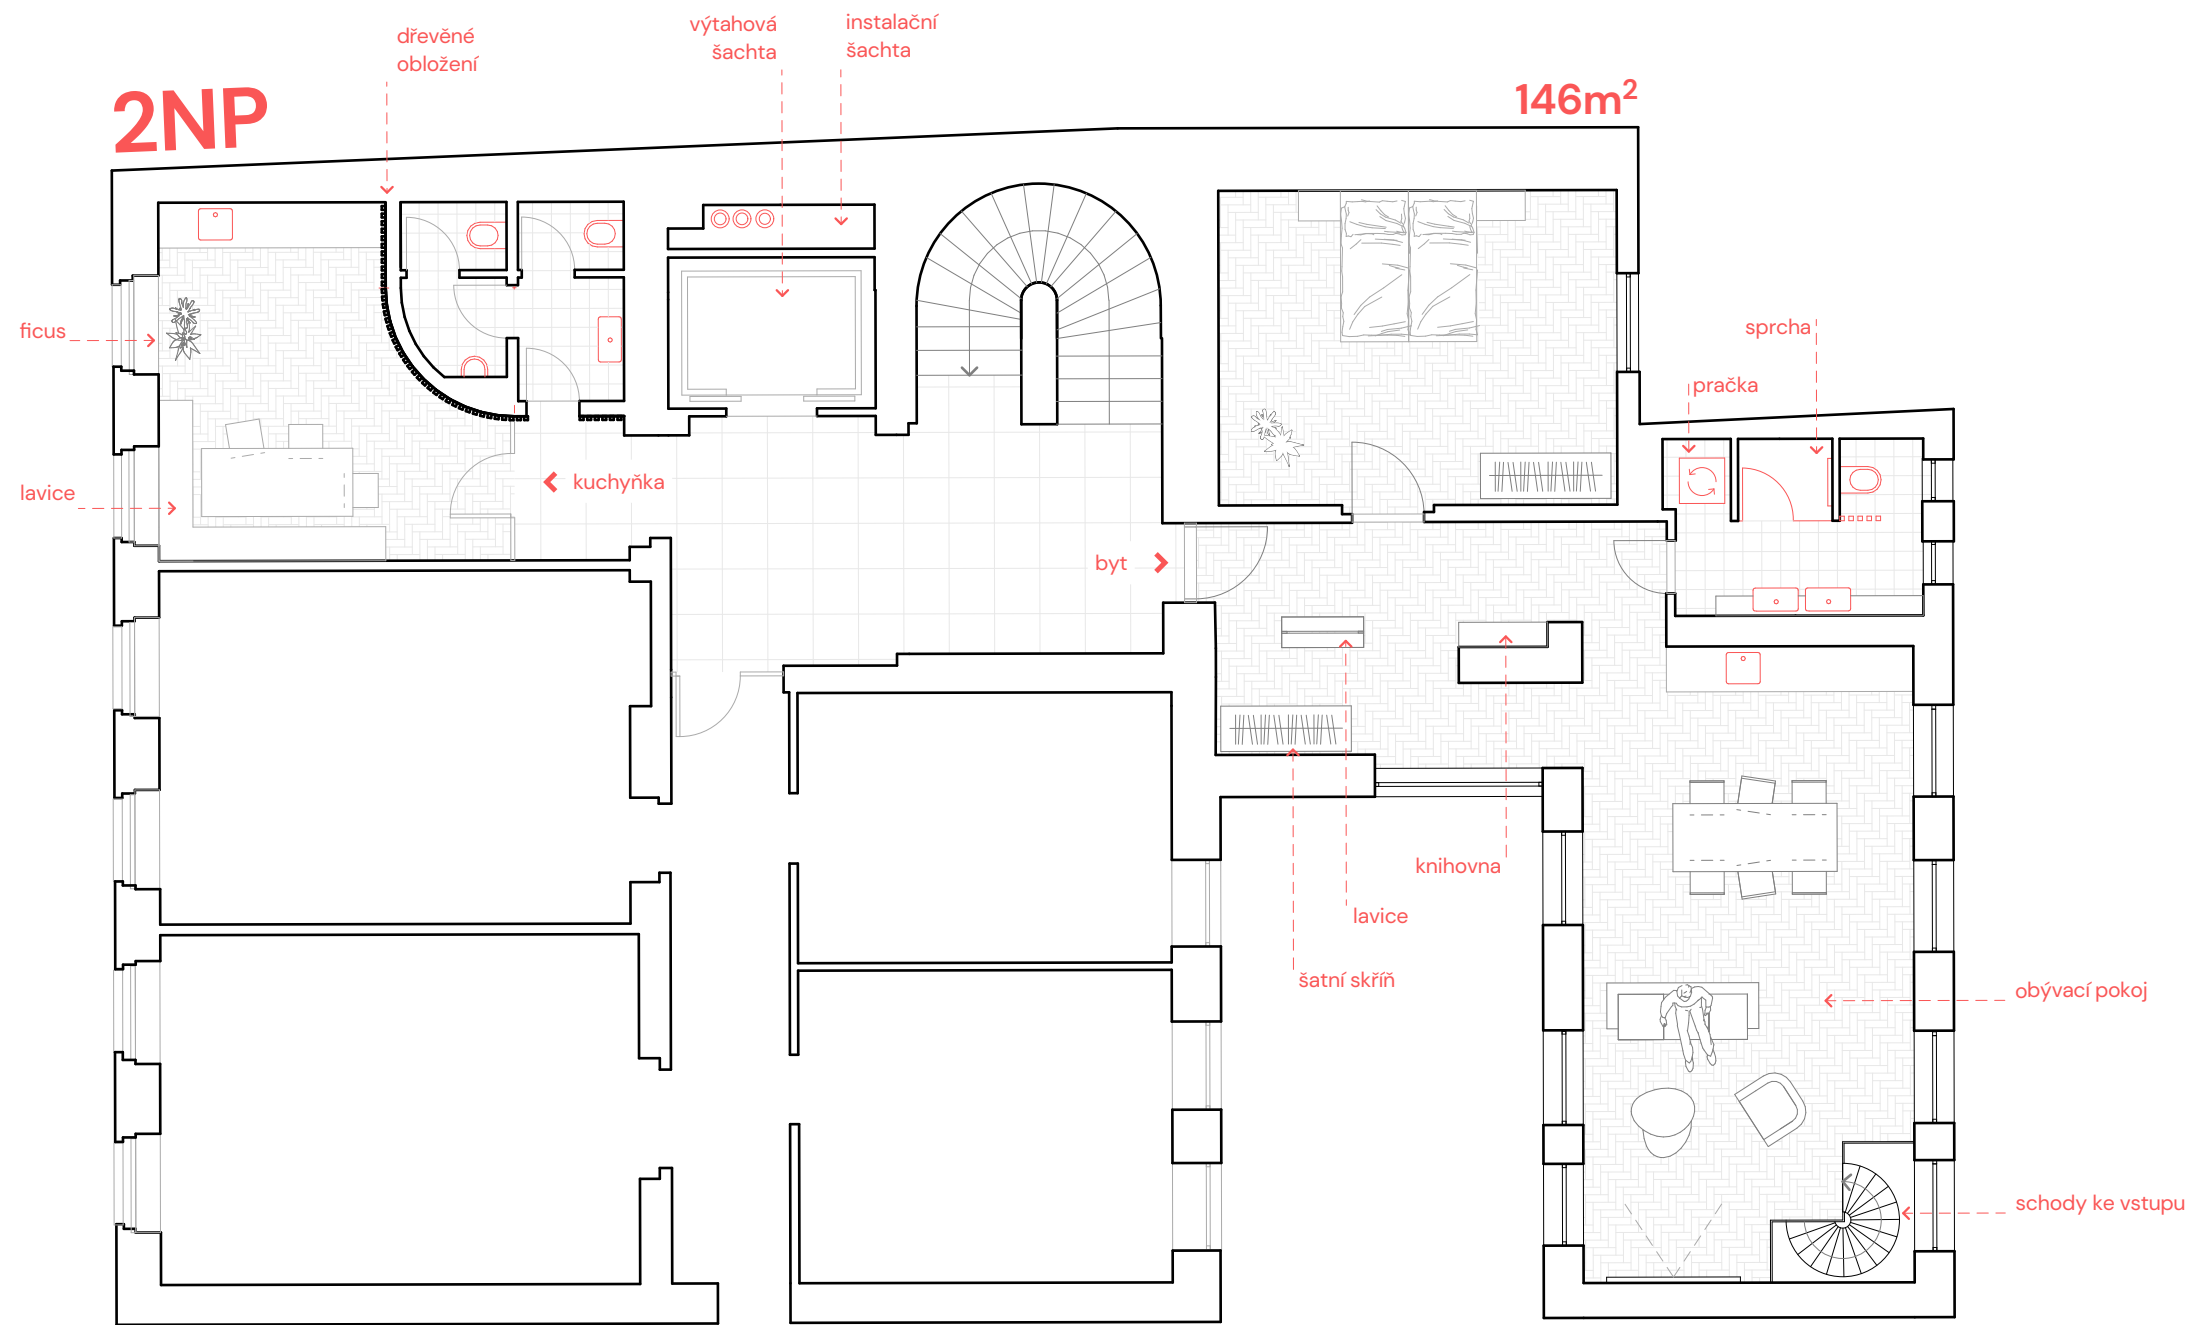 dřevěné
obložení
výtahová
šachta
instalační
šachta
2NP
146m²
ficus
sprcha
pračka
lavice
kuchyňka
byt
knihovna
lavice
šatní skříň
obývací pokoj
schody ke vstupu